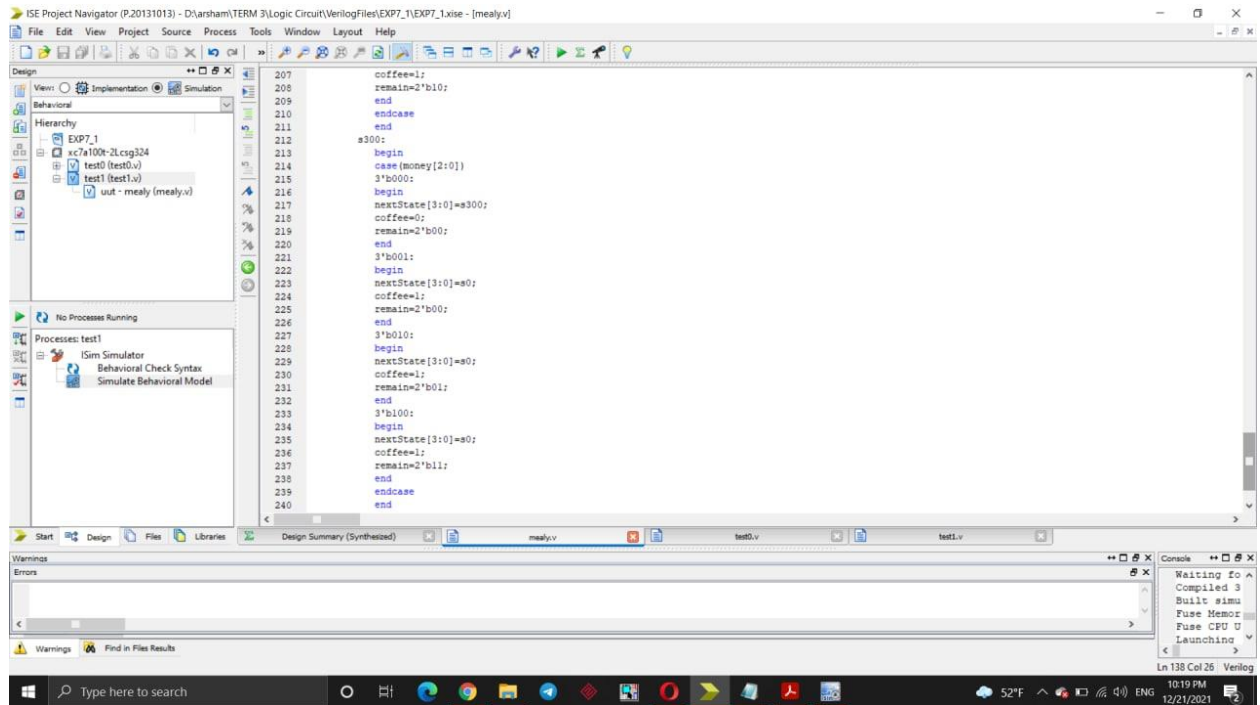 ISE Project Navigator (P.20131013) - D:\arsham\TERM 3\Logic Circuit\VerilogFiles\EXP7_1\EXP7_1.xise - [mealy.v]
File Edit View Project Source Process Tools Window Layout Help
Design
View: Implementation Simulation
Behavioral
Hierarchy
EXP7_1
xc7a100t-2Lcsg324
test0 (test0.v)
test1 (test1.v)
uut - mealy (mealy.v)
No Processes Running
Processes: test1
ISim Simulator
Behavioral Check Syntax
Simulate Behavioral Model
207 coffee=1;
208 remain=2'b10;
209 end
210 endcase
211 end
212 s300:
213 begin
214 case(money[2:0])
215 3'b000:
216 begin
217 nextState[3:0]=s300;
218 coffee=0;
219 remain=2'b00;
220 end
221 3'b001:
222 begin
223 nextState[3:0]=s0;
224 coffee=1;
225 remain=2'b00;
226 end
227 3'b010:
228 begin
229 nextState[3:0]=s0;
230 coffee=1;
231 remain=2'b01;
232 end
233 3'b100:
234 begin
235 nextState[3:0]=s0;
236 coffee=1;
237 remain=2'b11;
238 end
239 endcase
240 end
Start Design Files Libraries
Design Summary (Synthesized) mealy.v test0.v test1.v
Warnings
Errors
Console
Waiting fo
Compiled 3
Built simu
Fuse Memor
Fuse CPU U
Launching
Warnings Find in Files Results
Ln 138 Col 26 Verilog
Type here to search
52°F ENG
10:19 PM
12/21/2021
2